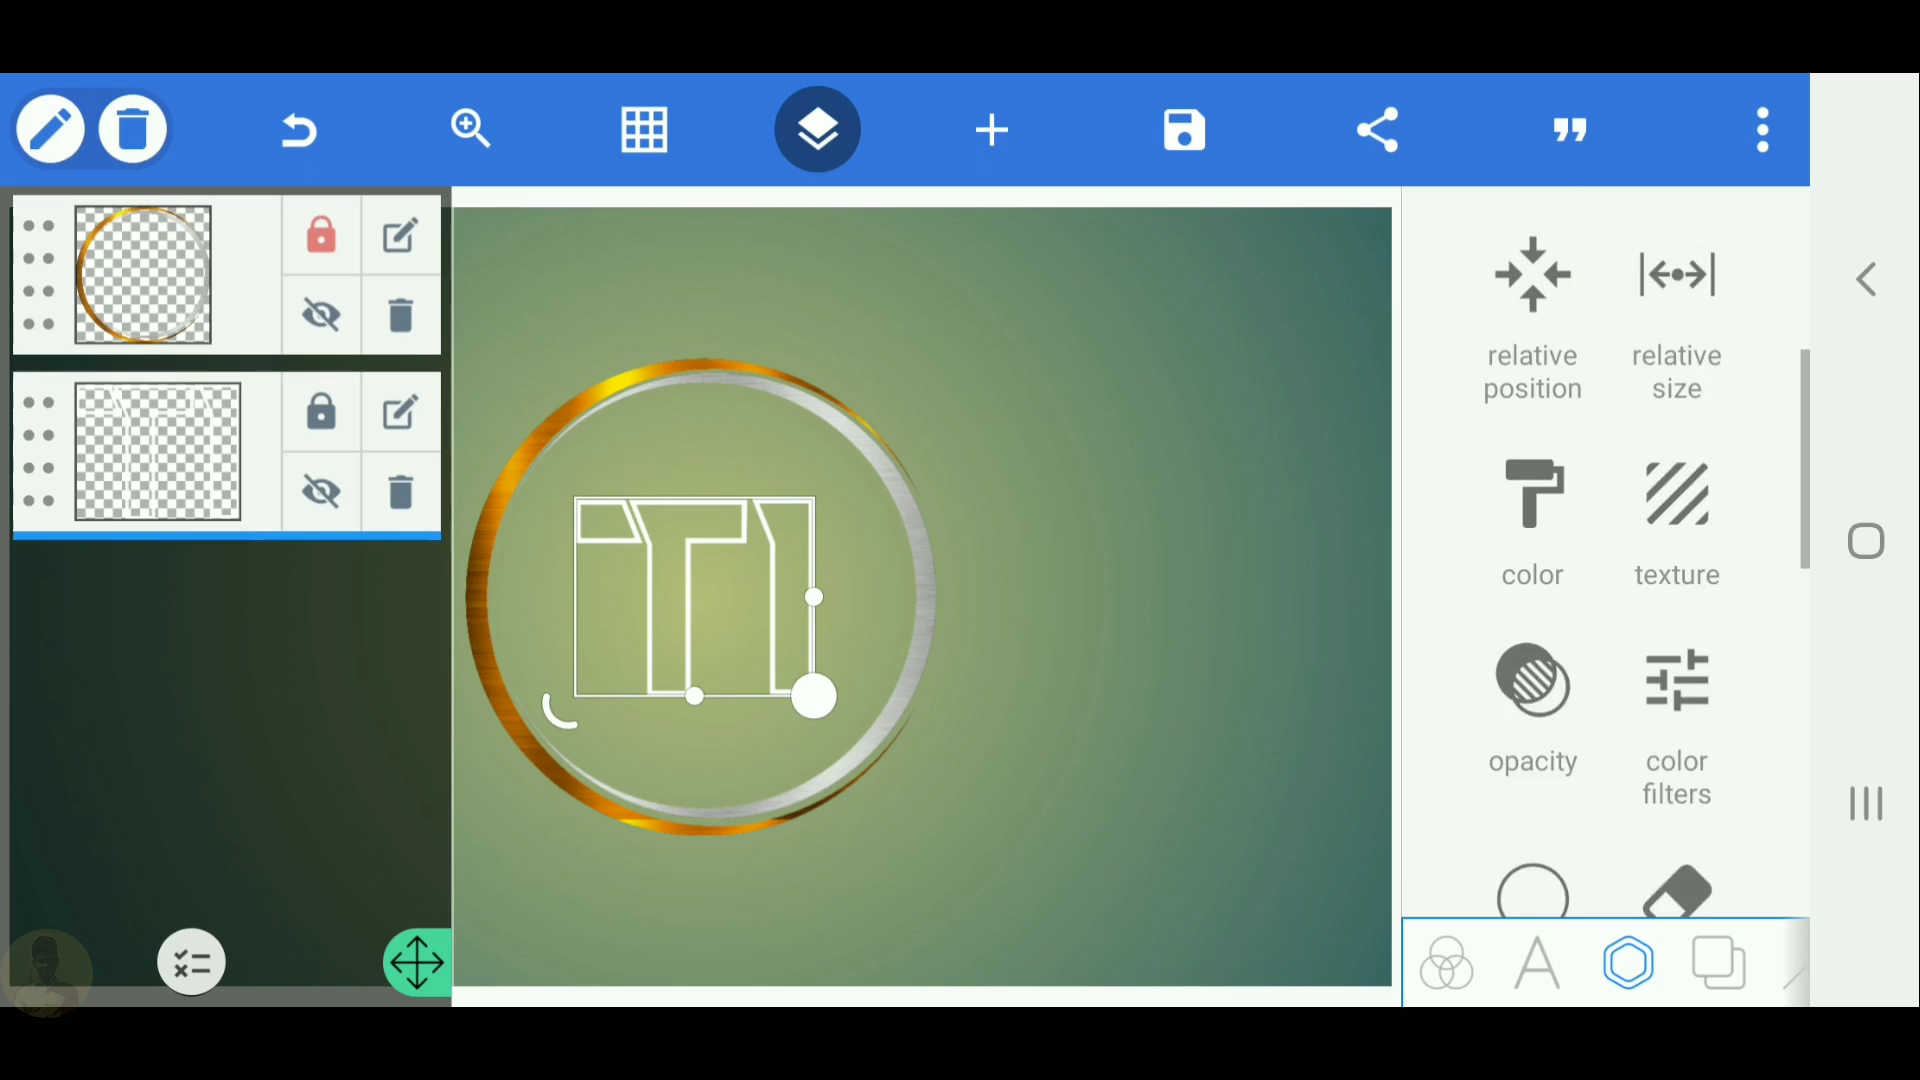 relative
position
relative
size
color
texture
opacity
color
filters